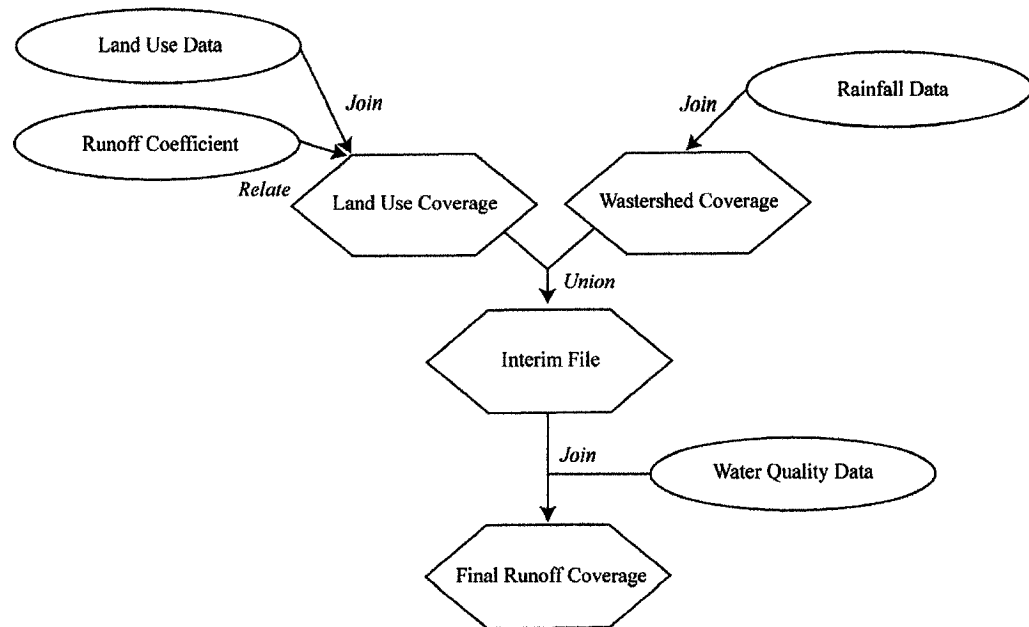 Land Use Data
Join
Join
Rainfall Data
Runoff Coefficient
Relate
Land Use Coverage
Wastershed Coverage
Union
Interim File
Join
Water Quality Data
Final Runoff Coverage